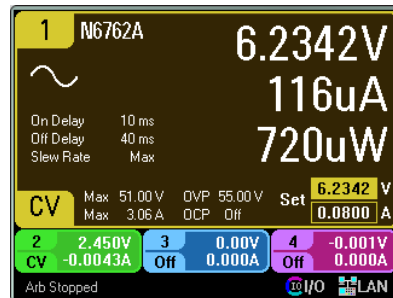 1 N6762A 6.2342V
116uA
720uW
On Delay 10 ms
Off Delay 40 ms
Slew Rate Max
CV Max 51.00 V OVP 55.00 V Set 6.2342 V
Max 3.06 A OCP Off 0.0800 A
2 2.450V 3 0.00V 4 -0.001V
CV -0.0043A Off 0.000A Off 0.000A
Arb Stopped IO I/O LAN